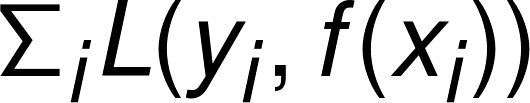 Σ_i L(y_i, f(x_i))